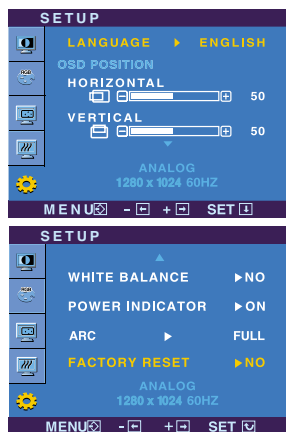 SETUP
LANGUAGE ▶ ENGLISH
OSD POSITION
HORIZONTAL
50
VERTICAL
50
ANALOG
1280 x 1024 60HZ
MENU - + SET
SETUP
WHITE BALANCE ▶NO
POWER INDICATOR ▶ON
ARC ▶ FULL
FACTORY RESET ▶NO
ANALOG
1280 x 1024 60HZ
MENU - + SET